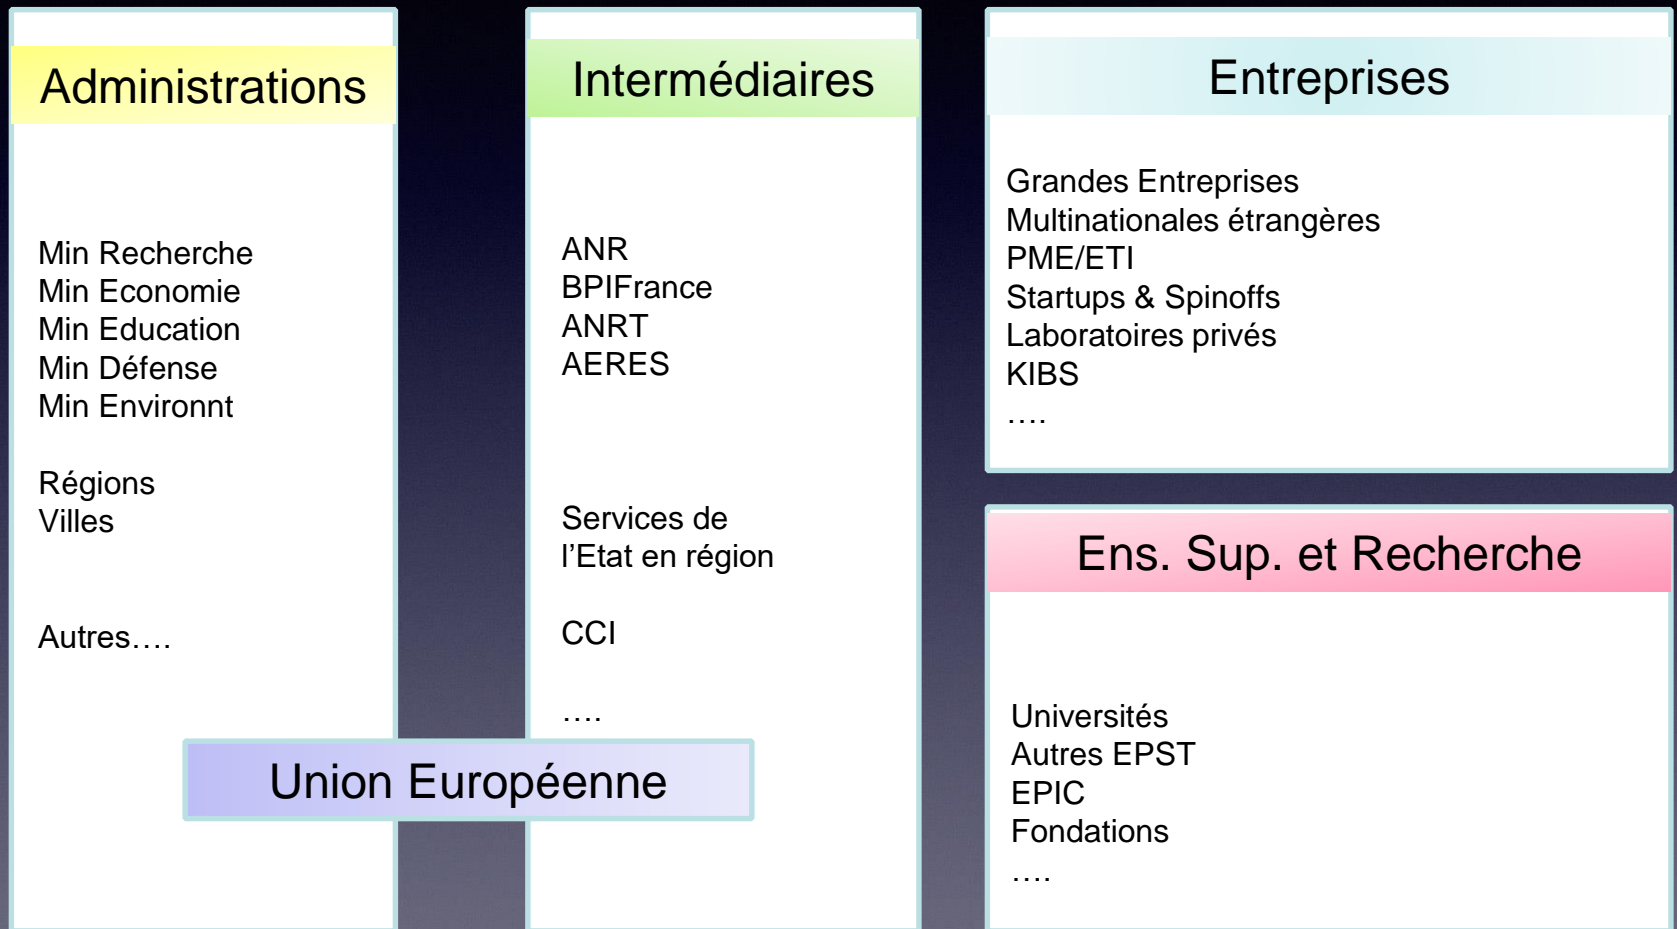 Administrations
Min Recherche
Min Economie
Min Education
Min Défense
Min Environnt
Régions
Villes
Autres….
Intermédiaires
ANR
BPIFrance
ANRT
AERES
Services de
l’Etat en région
CCI
….
Union Européenne
Entreprises
Grandes Entreprises
Multinationales étrangères
PME/ETI
Startups & Spinoffs
Laboratoires privés
KIBS
….
Ens. Sup. et Recherche
Universités
Autres EPST
EPIC
Fondations
….